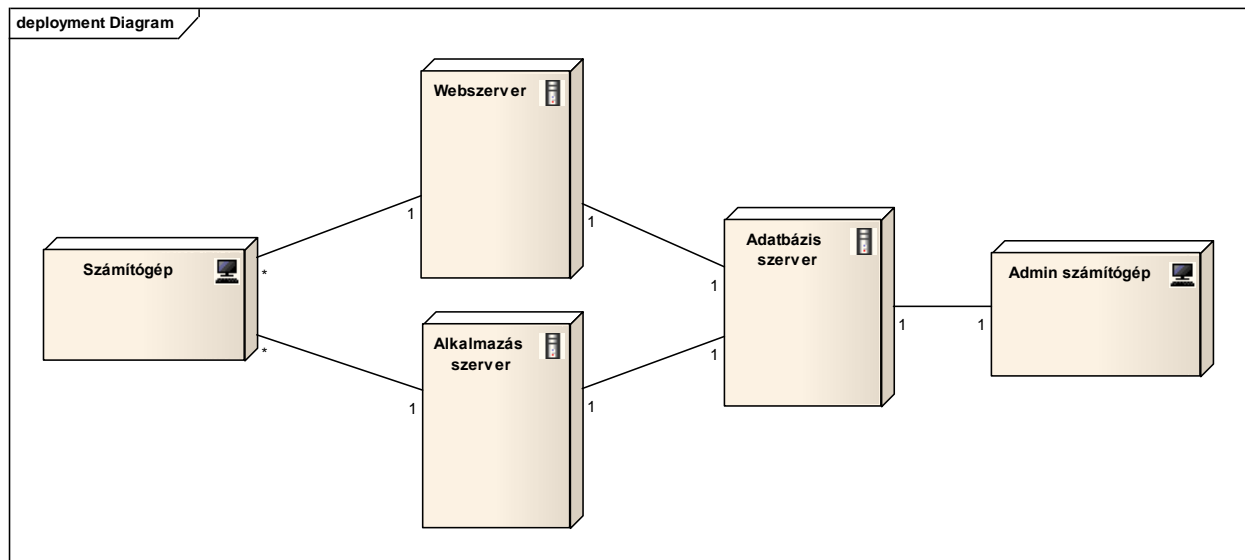 deployment Diagram
Webszerver
Számítógép
Alkalmazás
szerver
Adatbázis
szerver
Admin számítógép
*
1
1
1
*
1
1
1
1
1